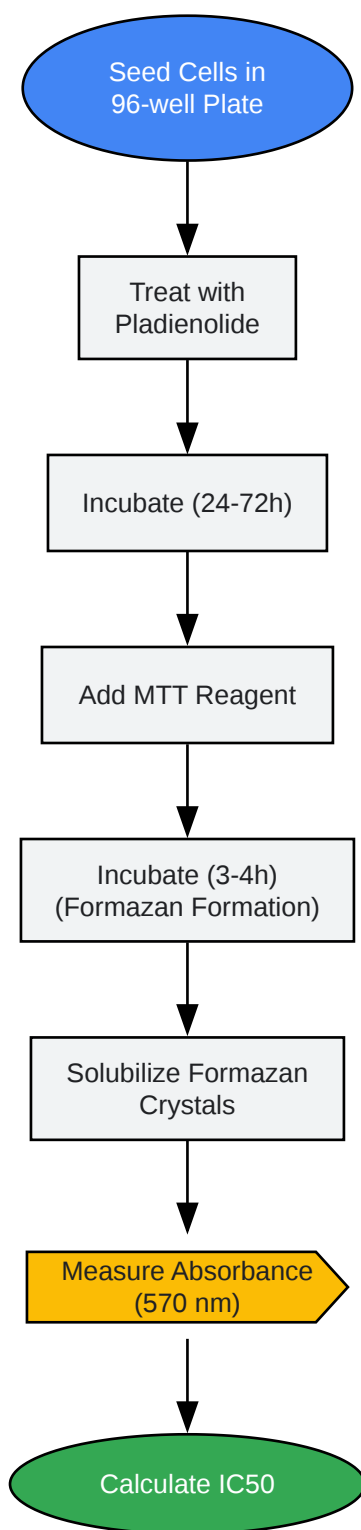 Seed Cells in
96-well Plate
Treat with
Pladienolide
Incubate (24-72h)
Add MTT Reagent
Incubate (3-4h)
(Formazan Formation)
Solubilize Formazan
Crystals
Measure Absorbance
(570 nm)
Calculate IC50